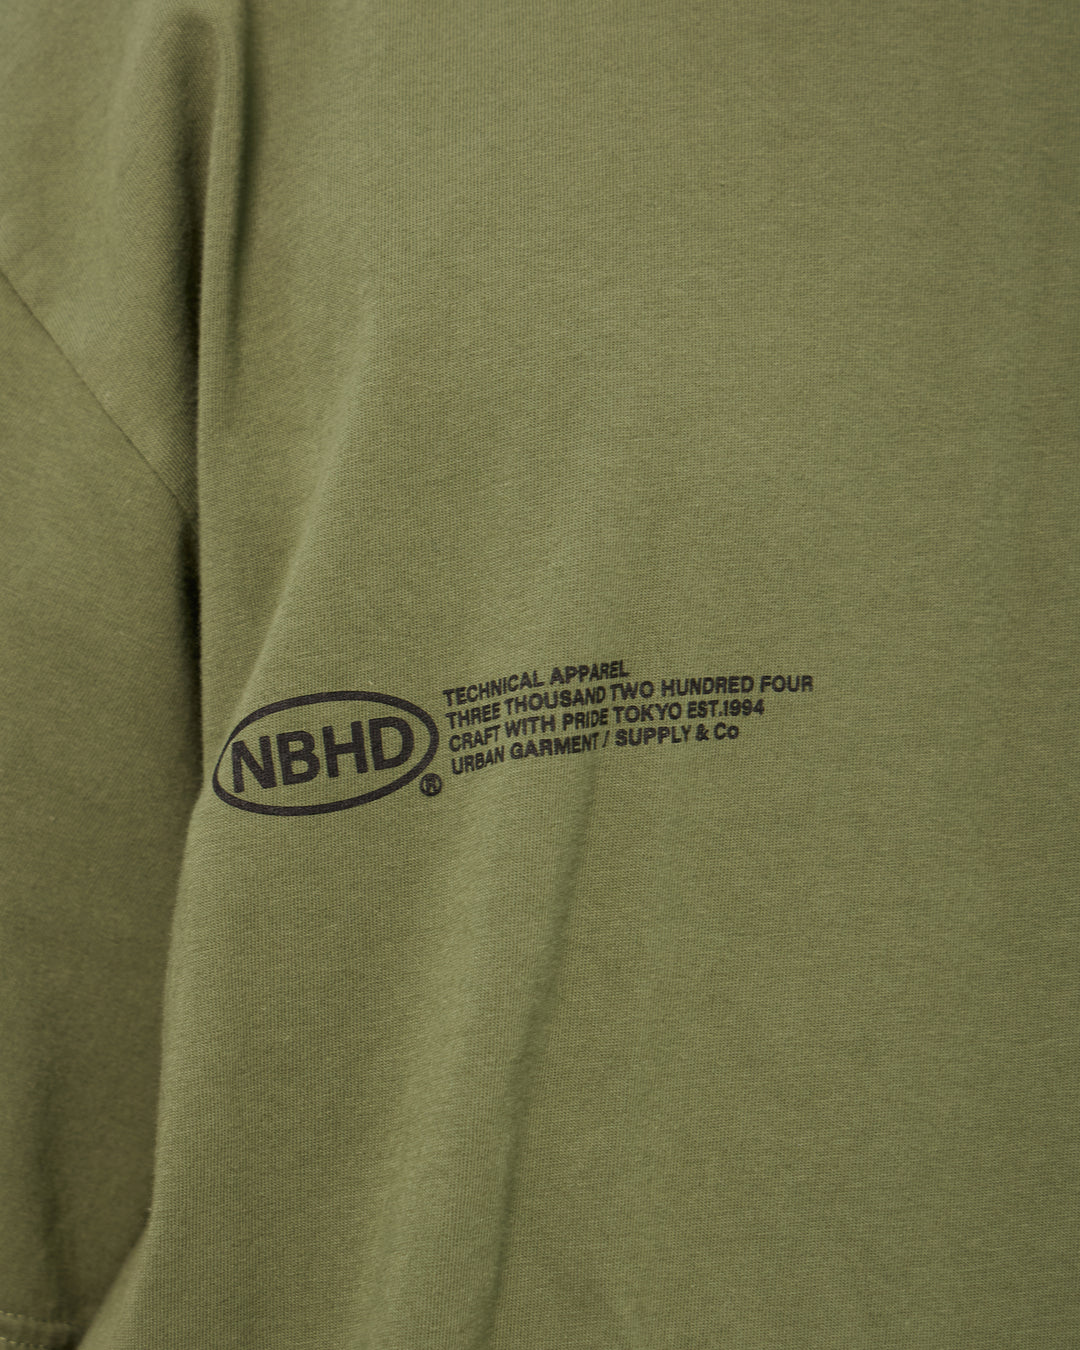 NBHD®
TECHNICAL APPAREL
THREE THOUSAND TWO HUNDRED FOUR
CRAFT WITH PRIDE TOKYO EST.1994
URBAN GARMENT / SUPPLY & Co